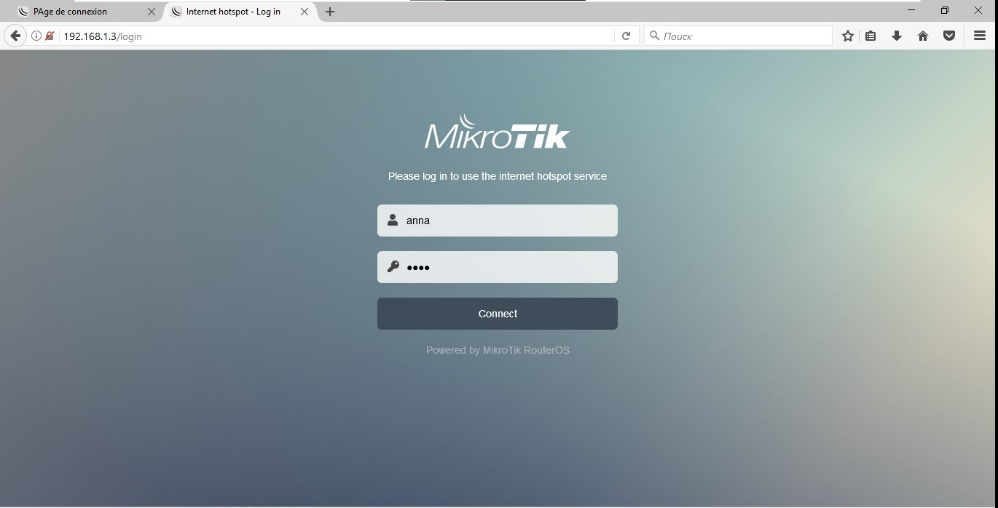 PAge de connexion
Internet hotspot - Log in
192.168.1.3/login
Поиск
MikroTik
Please log in to use the internet hotspot service
anna
••••
Connect
Powered by MikroTik RouterOS